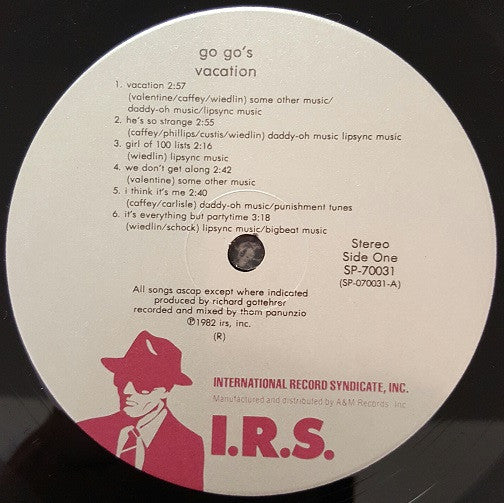 go go's
vacation
1. vacation 2:57
(valentine/caffey/wiedlin) some other music/
daddy-oh music/lipsync music
2. he's so strange 2:55
(caffey/phillips/custis/wiedlin) daddy-oh music lipsync music
3. girl of 100 lists 2:16
(wiedlin) lipsync music
4. we don't get along 2:42
(valentine) some other music
5. i think it's me 2:40
(caffey/carlisle) daddy-oh music/punishment tunes
6. it's everything but partytime 3:18
(wiedlin/schock) lipsync music/bigbeat music
Stereo
Side One
SP-70031
(SP-070031-A)
All songs ascap except where indicated
produced by richard gottehrer
recorded and mixed by thom panunzio
℗1982 irs, inc.
(R)
INTERNATIONAL RECORD SYNDICATE, INC.
Manufactured and distributed by A&M Records Inc
I.R.S.